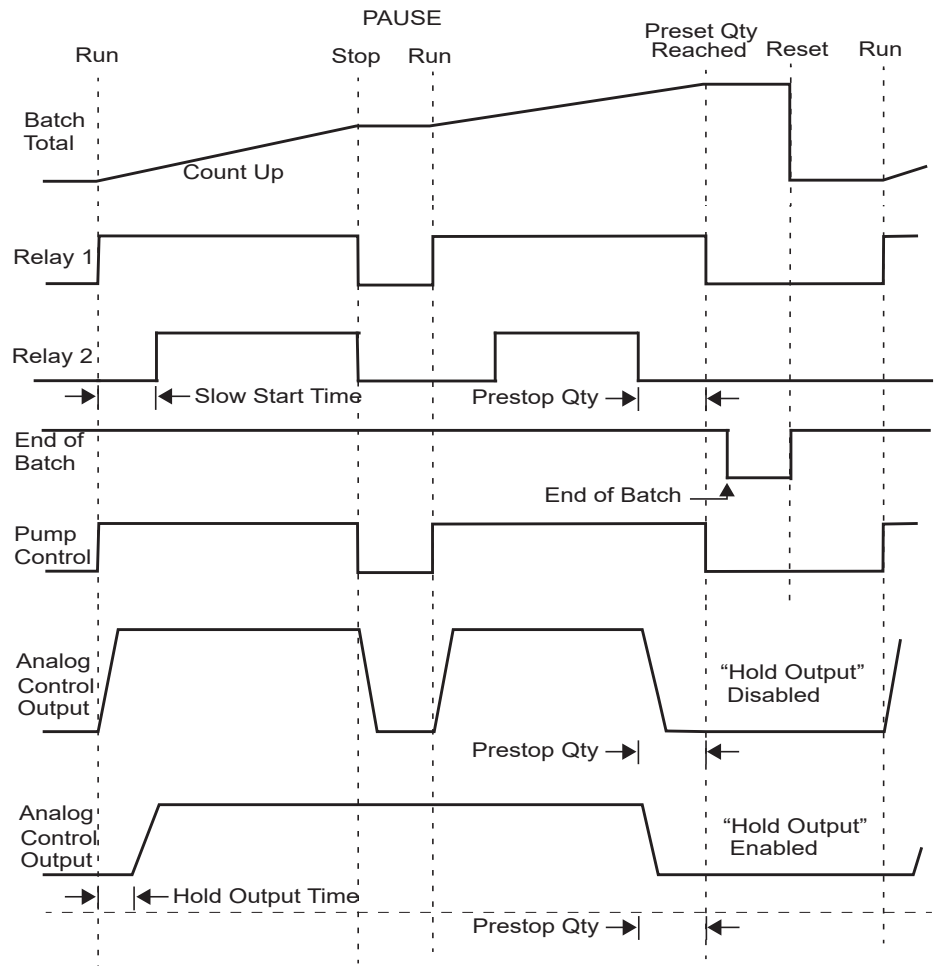 PAUSE
Run
Stop
Run
Preset Qty
Reached
Reset
Run
Batch
Total
Count Up
Relay 1
Relay 2
Slow Start Time
Prestop Qty
End of
Batch
End of Batch
Pump
Control
Analog
Control
Output
“Hold Output”
Disabled
Prestop Qty
Analog
Control
Output
“Hold Output”
Enabled
Hold Output Time
Prestop Qty